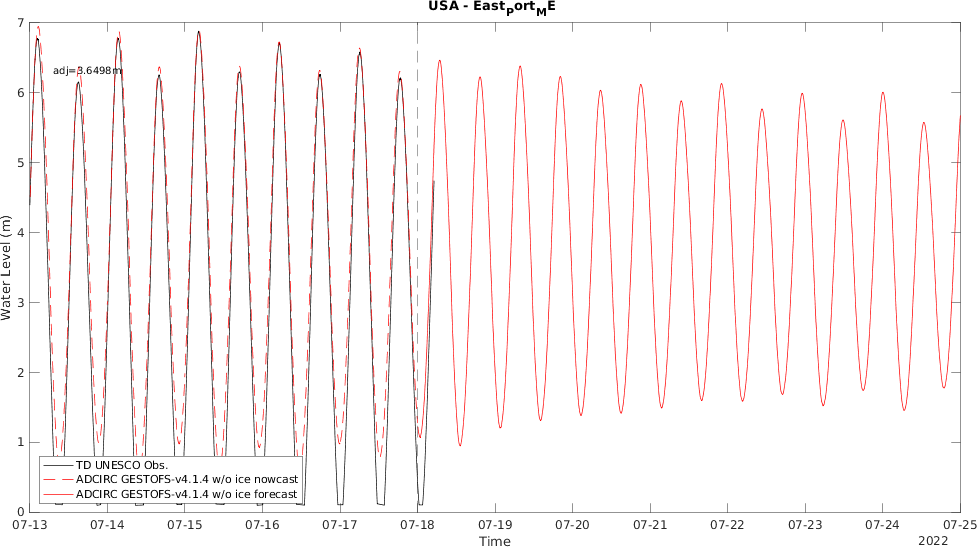 USA - EastPortME
7
6
5
4
3
2
1
0
Water Level (m)
adj=3.6498m
TD UNESCO Obs.
ADCIRC GESTOFS-v4.1.4 w/o ice nowcast
ADCIRC GESTOFS-v4.1.4 w/o ice forecast
07-13 07-14 07-15 07-16 07-17 07-18 07-19 07-20 07-21 07-22 07-23 07-24 07-25
Time
2022